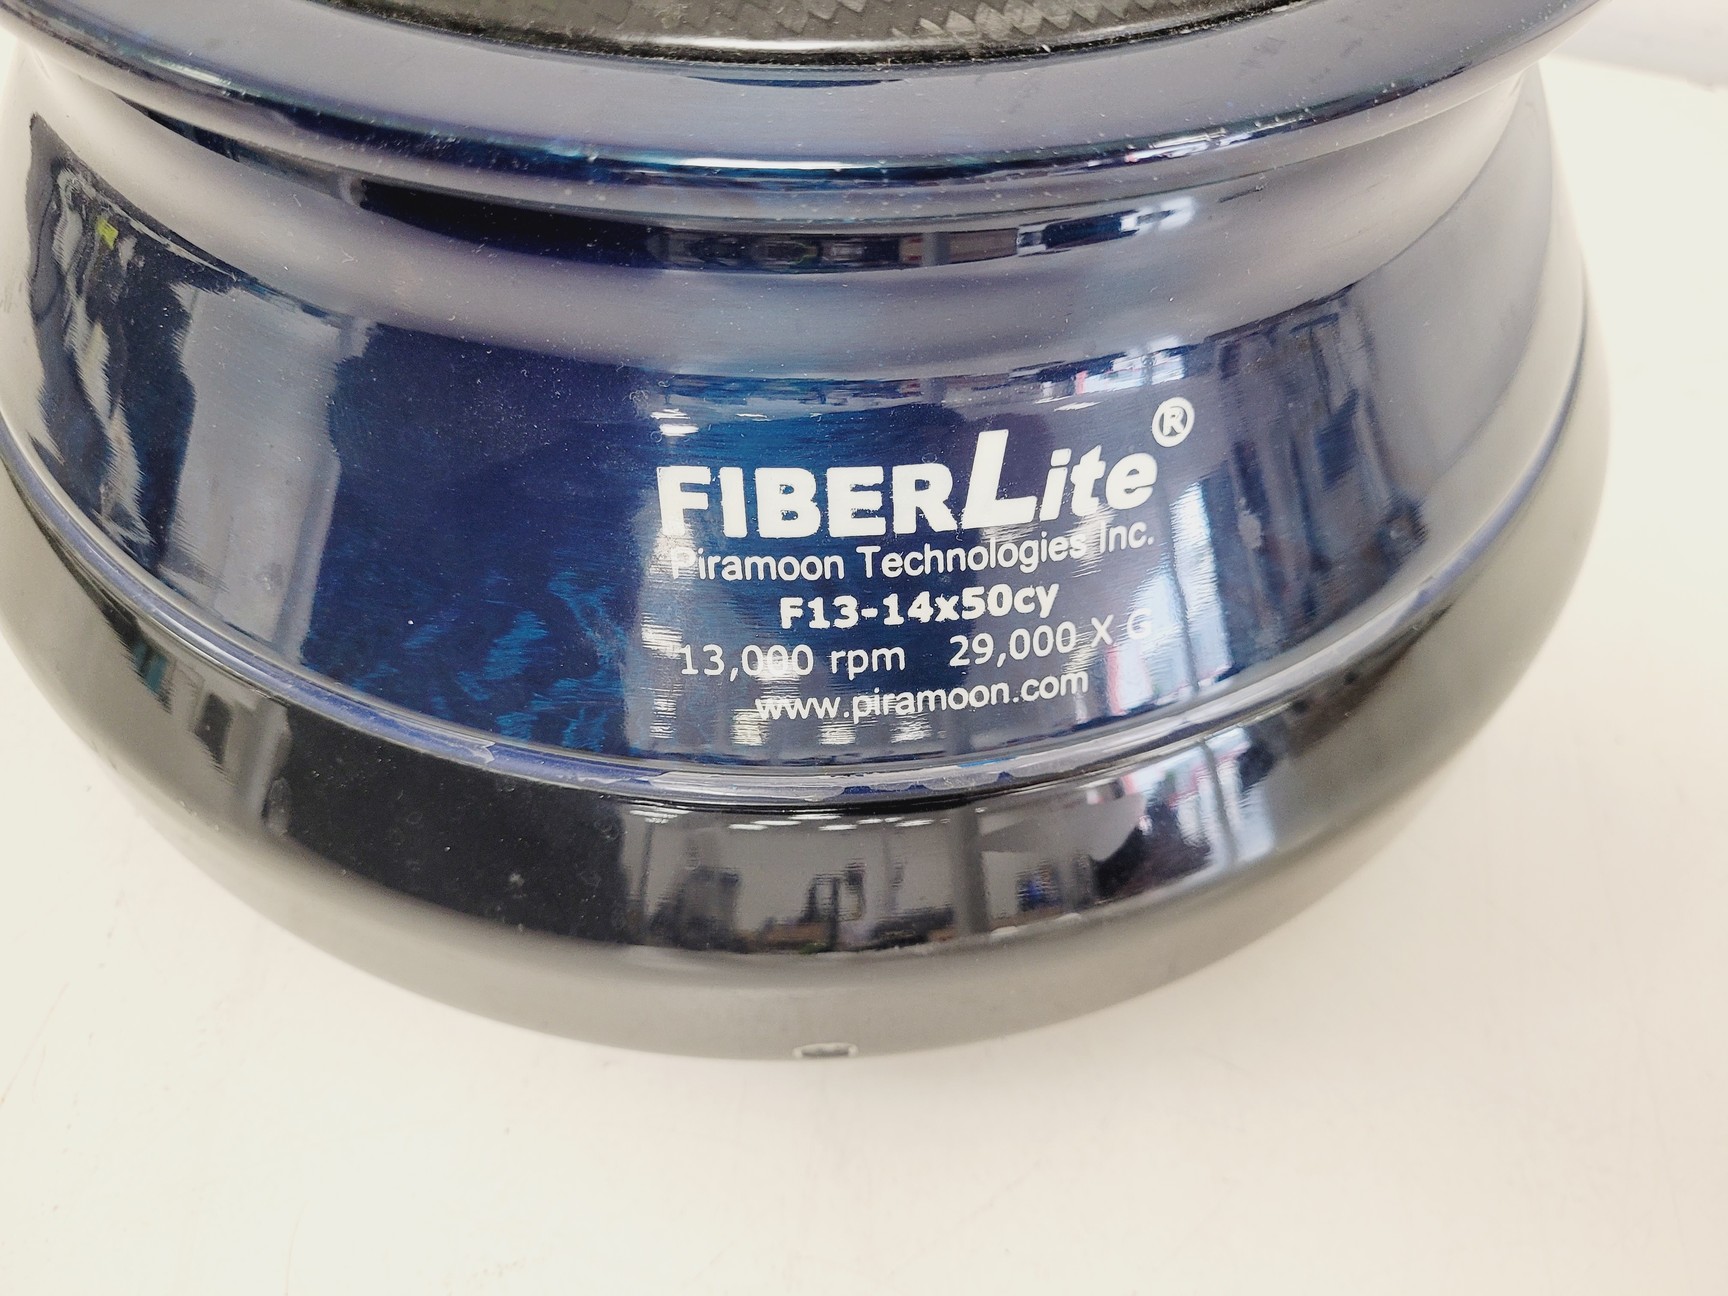 FIBERLite®
Piramoon Technologies Inc.
F13-14x50cy
13,000 rpm 29,000 X G
www.piramoon.com